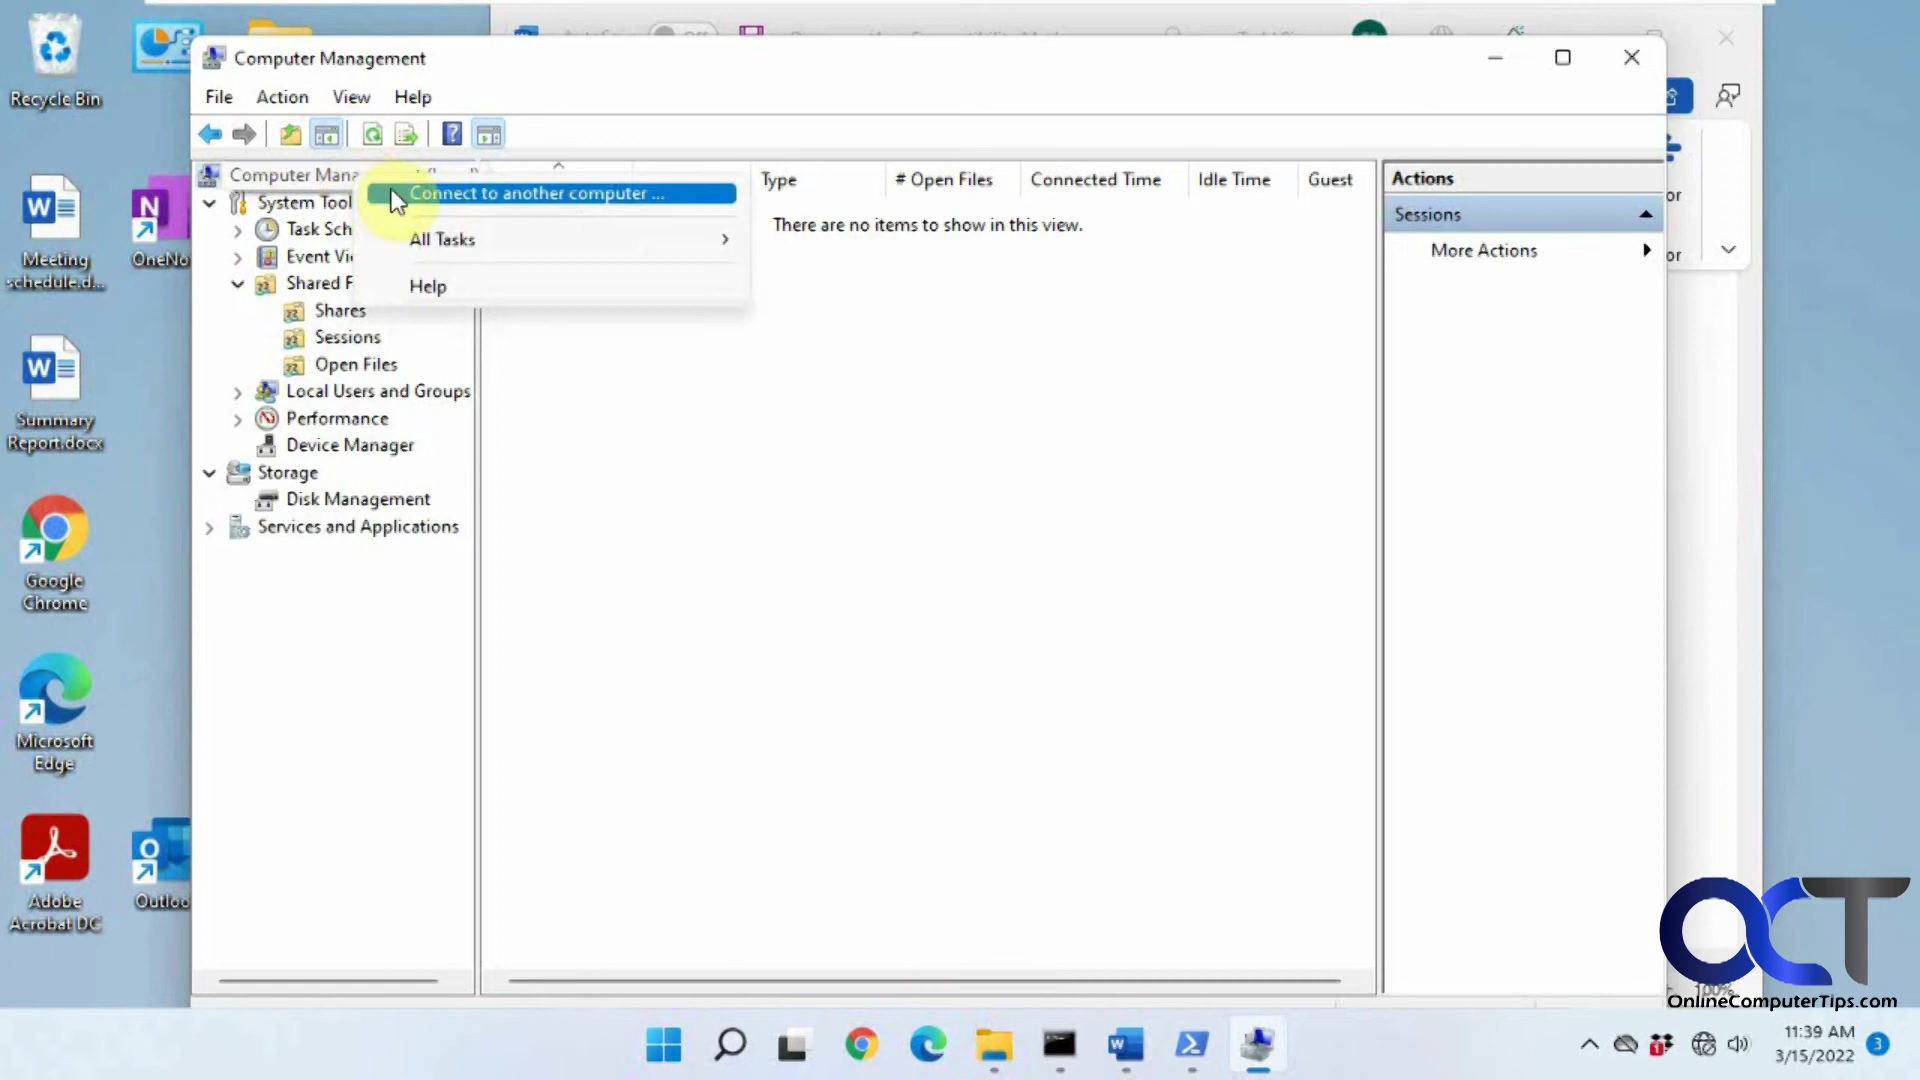 Recycle Bin
Meeting
schedule.d...
OneNo
Summary
Report.docx
Google
Chrome
Microsoft
Edge
Adobe
Acrobat DC
Outloo
Computer Management
File Action View Help
Computer Mana
System Tool
Task Sch
Event Vi
Shared F
Shares
Sessions
Open Files
Local Users and Groups
Performance
Device Manager
Storage
Disk Management
Services and Applications
Connect to another computer ...
All Tasks
Help
Type # Open Files Connected Time Idle Time Guest
There are no items to show in this view.
Actions
Sessions
More Actions
or
or
100%
OCT
OnlineComputerTips.com
11:39 AM
3/15/2022
3